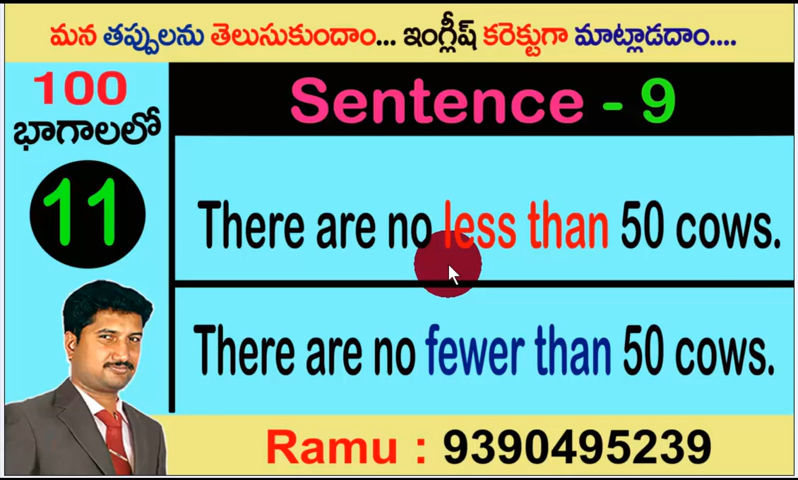 మన తప్పులను తెలుసుకుందాం... ఇంగ్లీష్ కరెక్టుగా మాట్లాడదాం....
100
భాగాలలో
11
Sentence - 9
There are no less than 50 cows.
There are no fewer than 50 cows.
Ramu : 9390495239